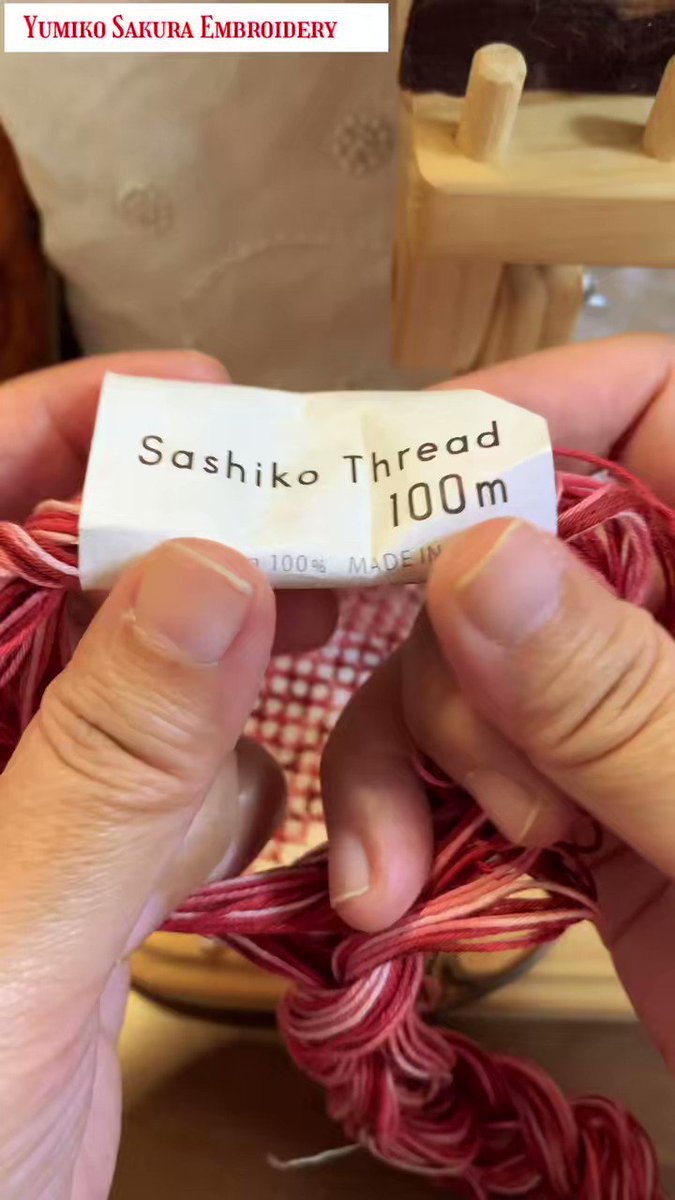 Yumiko Sakura Embroidery
Sashiko Thread
100m
100% MADE IN